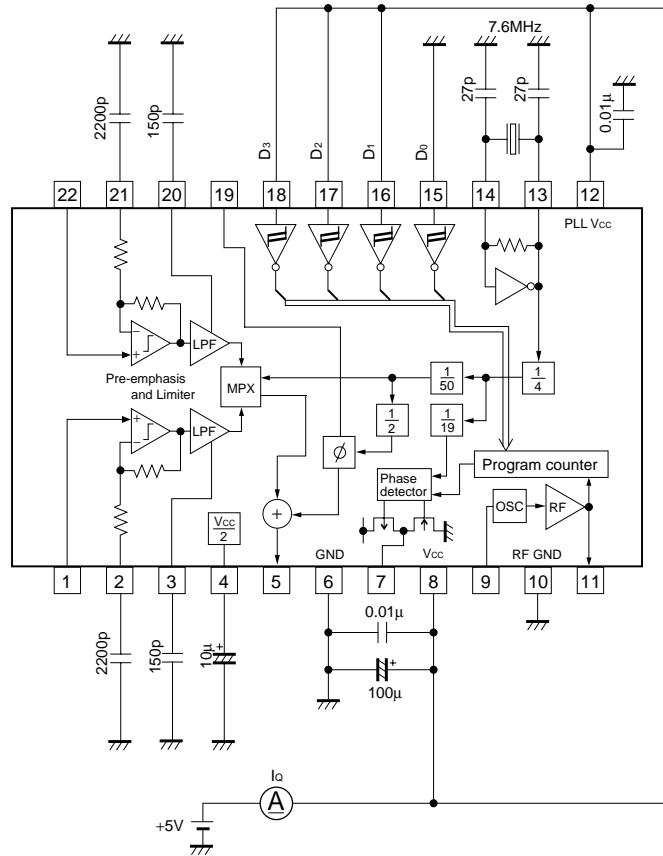 7.6MHz
2200p
150p
D3
D2
D1
D0
27p
27p
0.01μ
22
21
20
19
18
17
16
15
14
13
12
PLL VCC
−
+
LPF
Pre-emphasis
and Limiter
MPX
1
50
1
4
1
2
1
19
+
−
LPF
φ
Phase
detector
Program counter
VCC
2
+
OSC
RF
GND
VCC
RF GND
1
2
3
4
5
6
7
8
9
10
11
2200p
150p
10μ
+
0.01μ
+
100μ
IQ
A
+5V